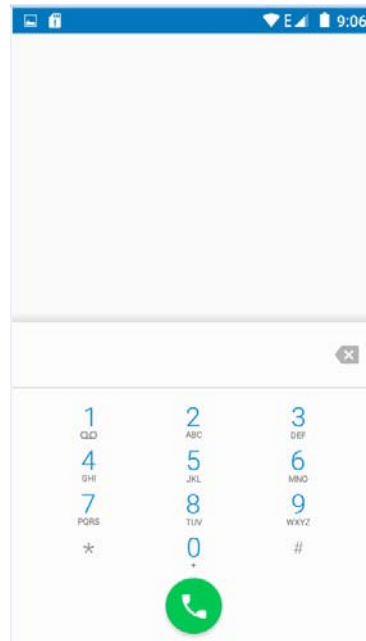 E 9:06
1 2 3
ABC DEF
4 5 6
GHI JKL MNO
7 8 9
PQRS TUV WXYZ
* 0 #
+